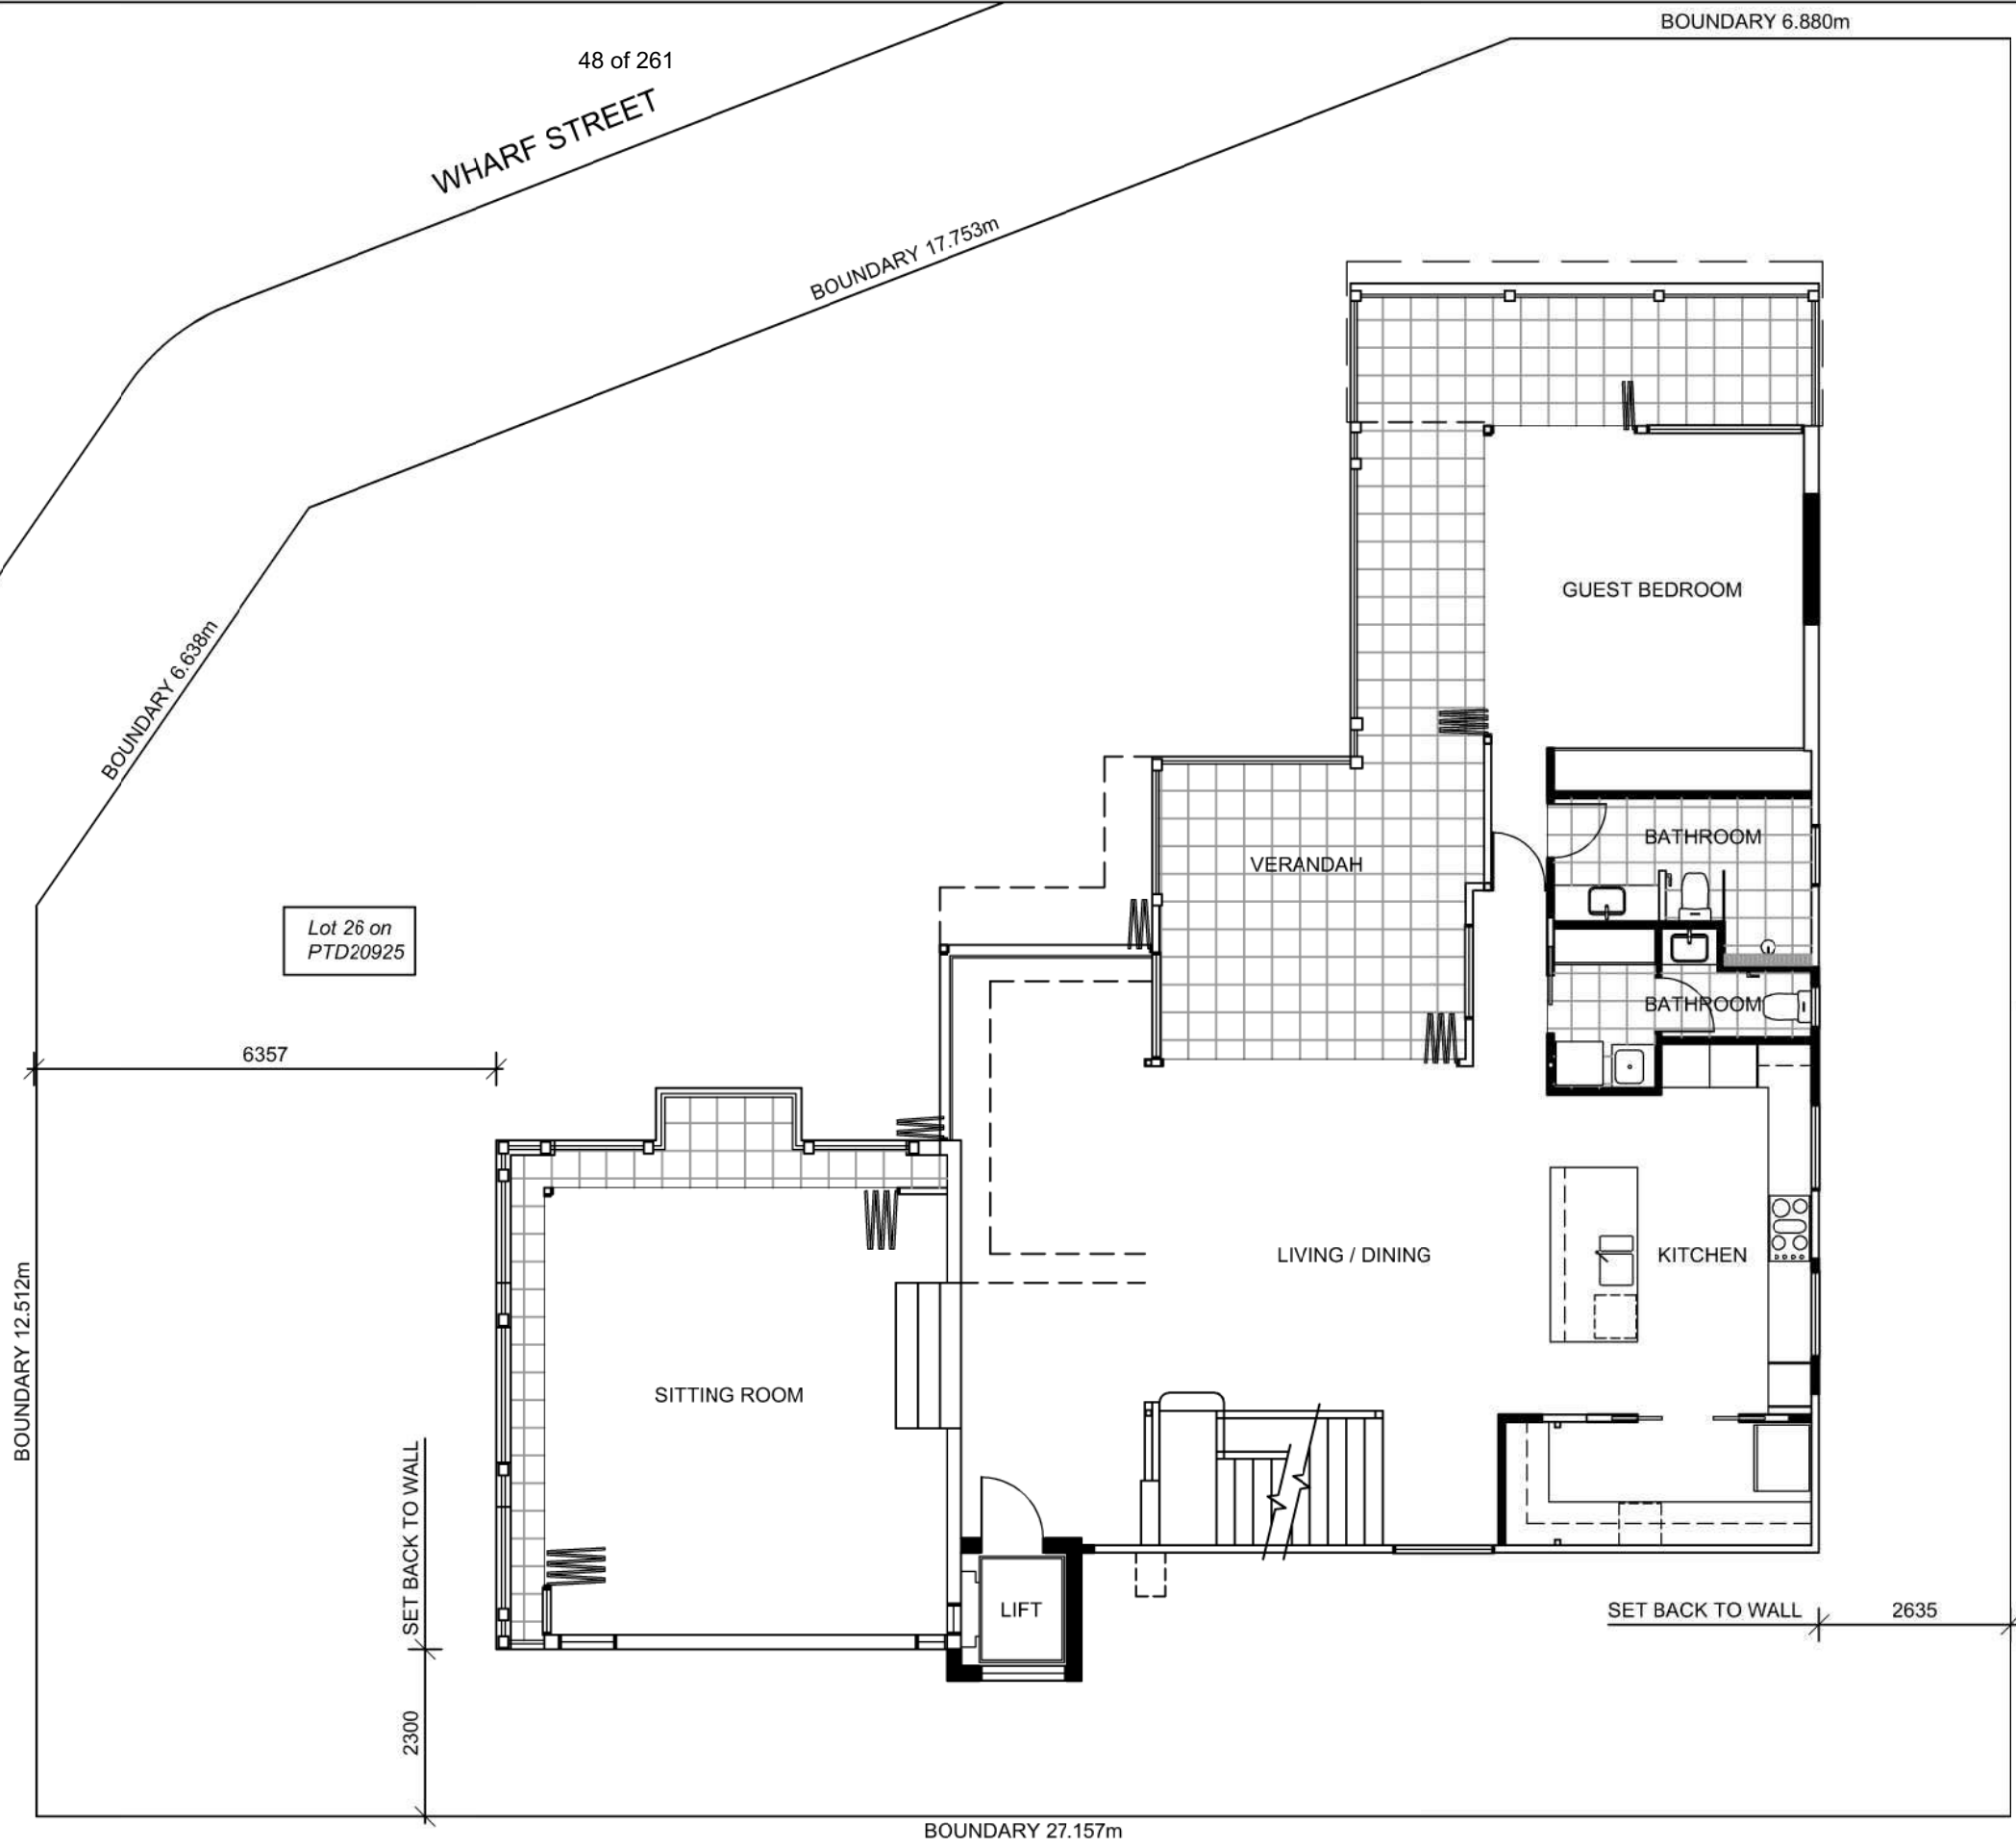 BOUNDARY 6.880m
48 of 261
WHARF STREET
BOUNDARY 17.753m
GUEST BEDROOM
BOUNDARY 6.638m
BATHROOM
VERANDAH
Lot 26 on
PTD20925
BATHROOM
6357
LIVING / DINING
KITCHEN
BOUNDARY 12.512m
SITTING ROOM
SET BACK TO WALL
LIFT
SET BACK TO WALL
2635
2300
BOUNDARY 27.157m